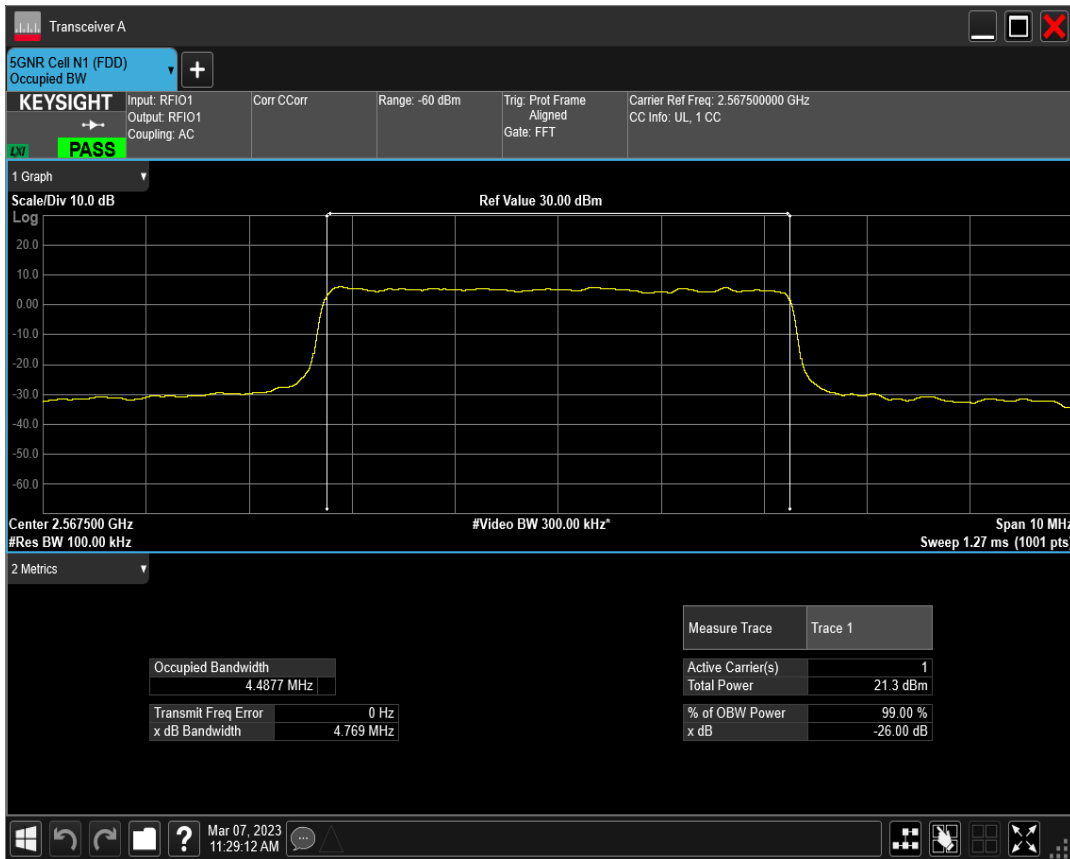 Transceiver A
5GNR Cell N1 (FDD)
Occupied BW
+
KEYSIGHT
LXI
PASS
Input: RFIO1
Output: RFIO1
Coupling: AC
Corr CCorr
Range: -60 dBm
Trig: Prot Frame
Aligned
Gate: FFT
Carrier Ref Freq: 2.567500000 GHz
CC Info: UL, 1 CC
1 Graph
Scale/Div 10.0 dB
Ref Value 30.00 dBm
Log
20.0
10.0
0.00
-10.0
-20.0
-30.0
-40.0
-50.0
-60.0
Center 2.567500 GHz
#Video BW 300.00 kHz*
Span 10 MHz
#Res BW 100.00 kHz
Sweep 1.27 ms (1001 pts)
2 Metrics
Measure Trace Trace 1
Occupied Bandwidth
4.4877 MHz
Active Carrier(s) 1
Total Power 21.3 dBm
Transmit Freq Error 0 Hz
x dB Bandwidth 4.769 MHz
% of OBW Power 99.00 %
x dB -26.00 dB
?
Mar 07, 2023
11:29:12 AM